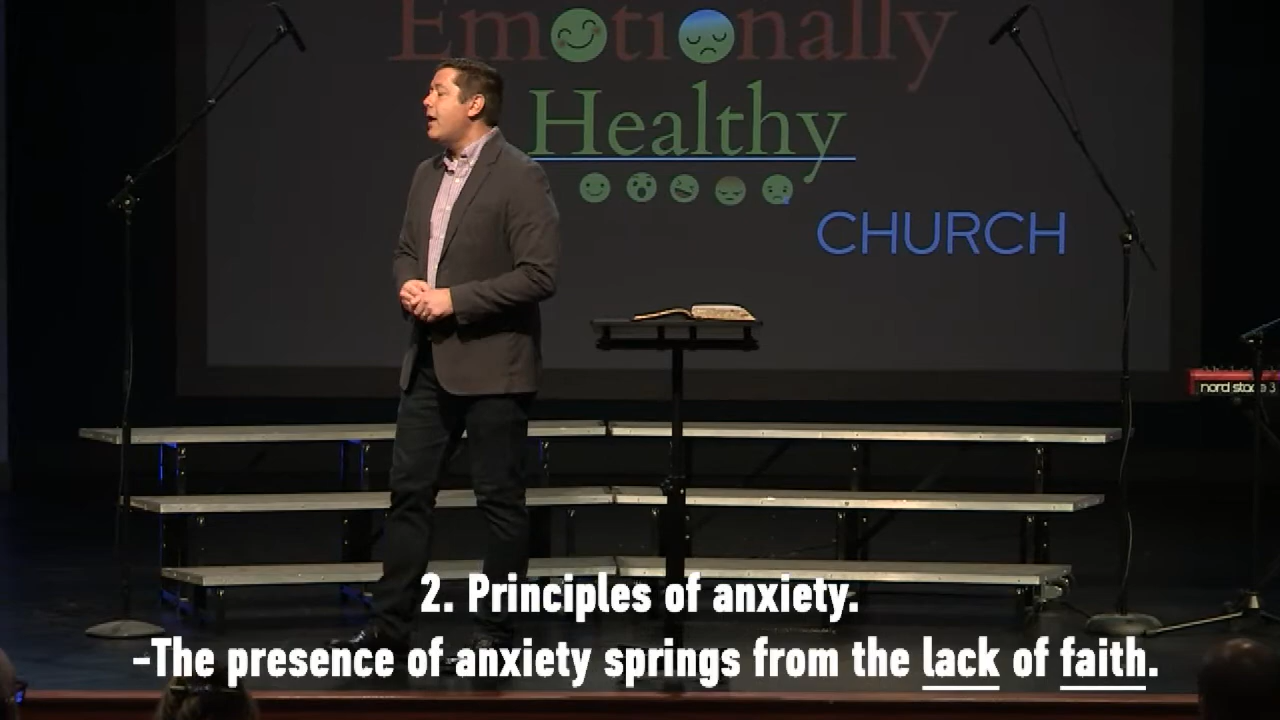 Emotionally
Healthy
CHURCH
nord stage 3
2. Principles of anxiety.
-The presence of anxiety springs from the lack of faith.